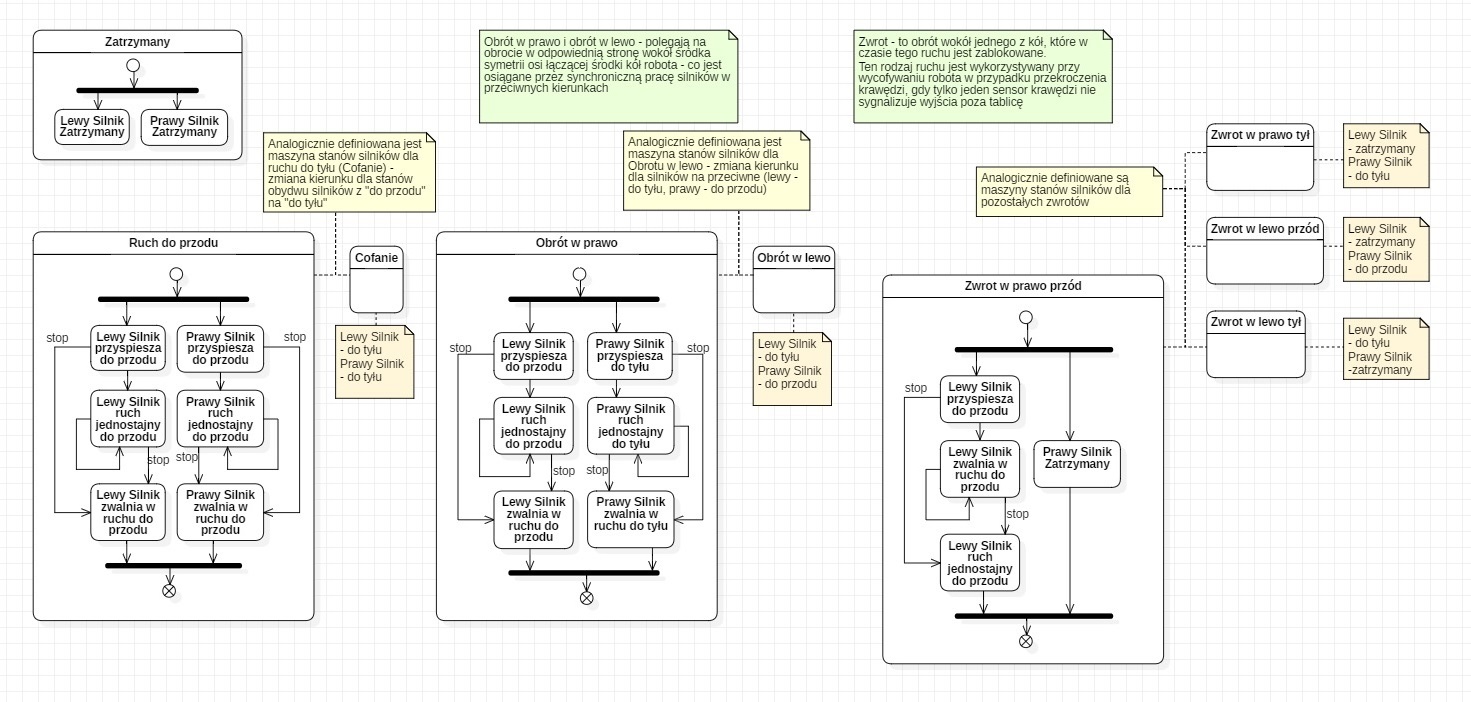 Zatrzymany
Lewy Silnik
Zatrzymany
Prawy Silnik
Zatrzymany
Obrót w prawo i obrót w lewo - polegają na
obrocie w odpowiednią stronę wokół środka
symetrii osi łączącej środki kół robota - co jest
osiągane przez synchroniczną pracę silników w
przeciwnych kierunkach
Zwrot - to obrót wokół jednego z kół, które w
czasie tego ruchu jest zablokowane.
Ten rodzaj ruchu jest wykorzystywany przy
wycofywaniu robota w przypadku przekroczenia
krawędzi, gdy tylko jeden sensor krawędzi nie
sygnalizuje wyjścia poza tablicę
Analogicznie definiowana jest
maszyna stanów silników dla
ruchu do tyłu (Cofanie) -
zmiana kierunku dla stanów
obydwu silników z "do przodu"
na "do tyłu"
Analogicznie definiowana jest
maszyna stanów silników dla
Obrotu w lewo - zmiana kierunku
dla silników na przeciwne (lewy -
do tyłu, prawy - do przodu)
Analogicznie definiowane są
maszyny stanów silników dla
pozostałych zwrotów
Zwrot w prawo tył
Lewy Silnik
- zatrzymany
Prawy Silnik
- do tyłu
Zwrot w lewo przód
Lewy Silnik
- zatrzymany
Prawy Silnik
- do przodu
Zwrot w lewo tył
Lewy Silnik
- do tyłu
Prawy Silnik
-zatrzymany
Ruch do przodu
stop
Lewy Silnik
przyspiesza
do przodu
Prawy Silnik
przyspiesza
do przodu
stop
Lewy Silnik
ruch
jednostajny
do przodu
Prawy Silnik
ruch
jednostajny
do przodu
stop
stop
Lewy Silnik
zwalnia w
ruchu do
przodu
Prawy Silnik
zwalnia w
ruchu do
przodu
Cofanie
Lewy Silnik
- do tyłu
Prawy Silnik
- do tyłu
Obrót w prawo
stop
Lewy Silnik
przyspiesza
do przodu
Prawy Silnik
przyspiesza
do tyłu
stop
Lewy Silnik
ruch
jednostajny
do przodu
Prawy Silnik
ruch
jednostajny
do tyłu
stop
stop
Lewy Silnik
zwalnia w
ruchu do
przodu
Prawy Silnik
zwalnia w
ruchu do tyłu
Obrót w lewo
Lewy Silnik
- do tyłu
Prawy Silnik
- do przodu
Zwrot w prawo przód
stop
Lewy Silnik
przyspiesza
do przodu
Lewy Silnik
zwalnia w
ruchu do
przodu
Prawy Silnik
Zatrzymany
stop
Lewy Silnik
ruch
jednostajny
do przodu